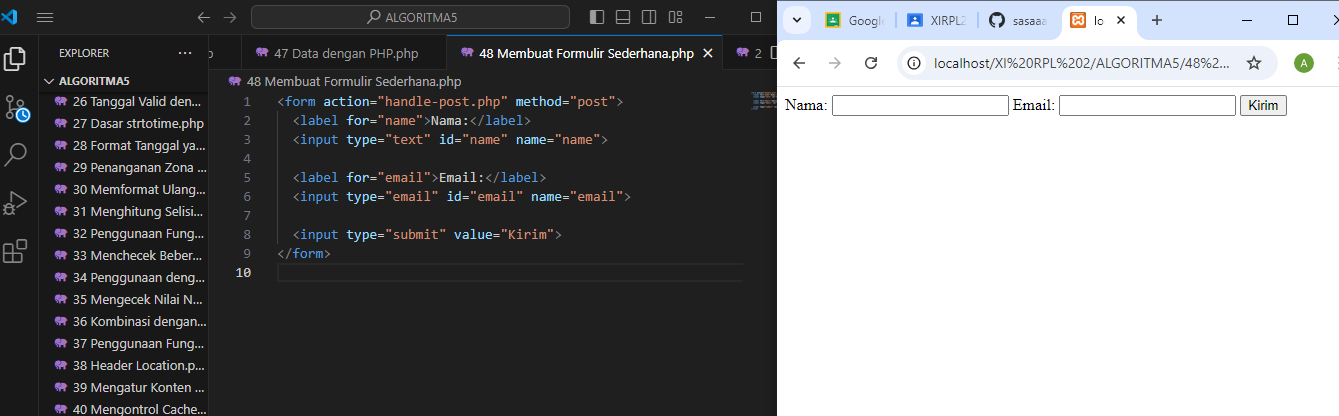 ALGORITMA5
EXPLORER
ALGORITMA5
26 Tanggal Valid den...
27 Dasar strtotime.php
28 Format Tanggal ya...
29 Penanganan Zona ...
30 Memformat Ulang...
31 Menghitung Selisi...
32 Penggunaan Fung...
33 Menchecek Beber...
34 Penggunaan deng...
35 Mengecek Nilai N...
36 Kombinasi dengan...
37 Penggunaan Fung...
38 Header Location.p...
39 Mengatur Konten ...
40 Mengontrol Cache...
p 47 Data dengan PHP.php 48 Membuat Formulir Sederhana.php 2
48 Membuat Formulir Sederhana.php
1 <form action="handle-post.php" method="post">
2 <label for="name">Nama:</label>
3 <input type="text" id="name" name="name">
4
5 <label for="email">Email:</label>
6 <input type="email" id="email" name="email">
7
8 <input type="submit" value="Kirim">
9 </form>
10
Google XIRPL2 sasaaa lo
localhost/XI%20RPL%202/ALGORITMA5/48%2...
A
Nama: Email: Kirim